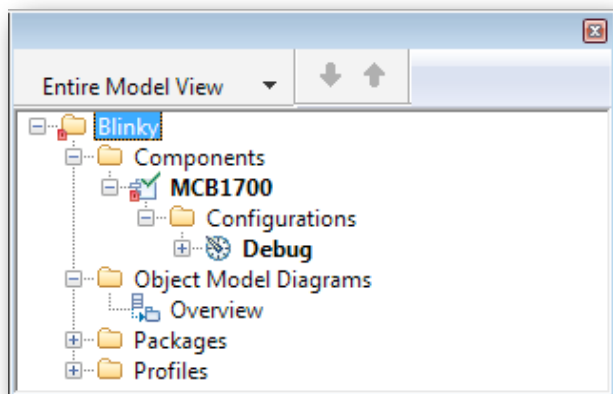 Entire Model View
Blinky
Components
MCB1700
Configurations
Debug
Object Model Diagrams
Overview
Packages
Profiles